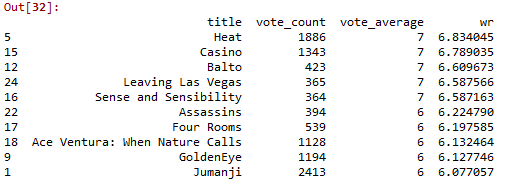 Out[32]:
title vote_count vote_average wr
5 Heat 1886 7 6.834045
15 Casino 1343 7 6.789035
12 Balto 423 7 6.609673
24 Leaving Las Vegas 365 7 6.587566
16 Sense and Sensibility 364 7 6.587163
22 Assassins 394 6 6.224790
17 Four Rooms 539 6 6.197585
18 Ace Ventura: When Nature Calls 1128 6 6.132464
9 GoldenEye 1194 6 6.127746
1 Jumanji 2413 6 6.077057